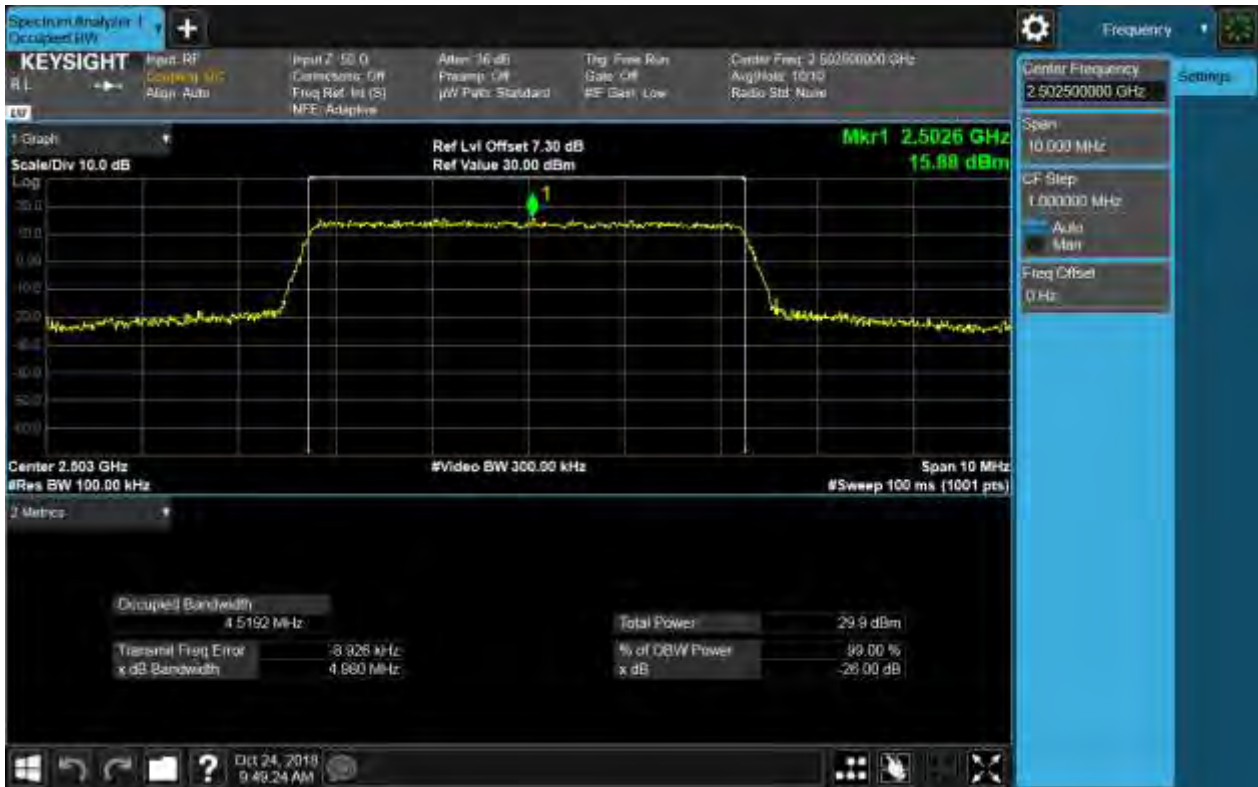 Spectrum Analyzer 1
Occupied BW
Frequency
KEYSIGHT
Input: RF
Coupling: DC
Align: Auto
Input Z: 50 Ω
Corrections: Off
Freq Ref: Int (S)
NFE: Adaptive
Atten: 36 dB
Preamp: Off
µW Path: Standard
Trig: Free Run
Gate: Off
#IF Gain: Low
Center Freq: 2.502500000 GHz
Avg|Hold: 10/10
Radio Std: None
R L
Center Frequency
2.502500000 GHz
Settings
Span
10.000 MHz
CF Step
1.000000 MHz
Auto
Man
Freq Offset
0 Hz
1 Graph
Scale/Div 10.0 dB
Ref Lvl Offset 7.30 dB
Ref Value 30.00 dBm
Mkr1 2.5026 GHz
15.88 dBm
Log
1
20.0
10.0
0.00
Center 2.503 GHz
#Video BW 300.00 kHz
Span 10 MHz
#Res BW 100.00 kHz
#Sweep 100 ms (1001 pts)
2 Metrics
Occupied Bandwidth
4.5192 MHz
Total Power
29.9 dBm
Transmit Freq Error
-8.926 kHz
% of OBW Power
99.00 %
x dB Bandwidth
4.980 MHz
x dB
-26.00 dB
?
Oct 24, 2018
9:49:24 AM